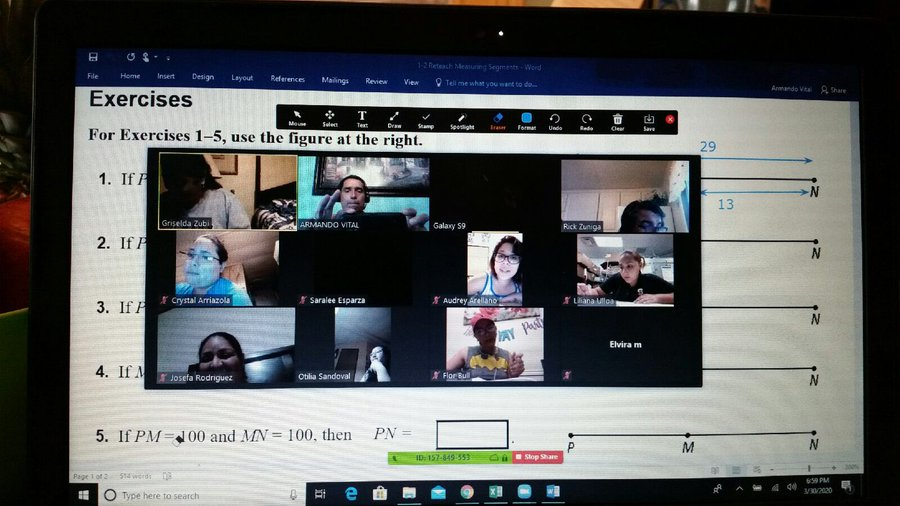 1-2 Reteach Measuring Segments - Word
File Home Insert Design Layout References Mailings Review View Tell me what you want to do...
Armando Vital Share
Exercises
Mouse Select Text Draw Stamp Spotlight Eraser Format Undo Redo Clear Save
For Exercises 1–5, use the figure at the right.
29
1. If P
N
13
Griselda Zubi
ARMANDO VITAL
Galaxy S9
Rick Zuniga
2. If P
N
Crystal Arriazola
Saralee Esparza
Audrey Arellano
Liliana Ulloa
3. If P
N
Josefa Rodriguez
Otilia Sandoval
Flor Bull
Elvira m
4. If M
N
5. If PM = 100 and MN = 100, then PN = .
P M N
ID: 157-849-553 Stop Share
Page 1 of 2 514 words
200%
Type here to search
6:59 PM
3/30/2020